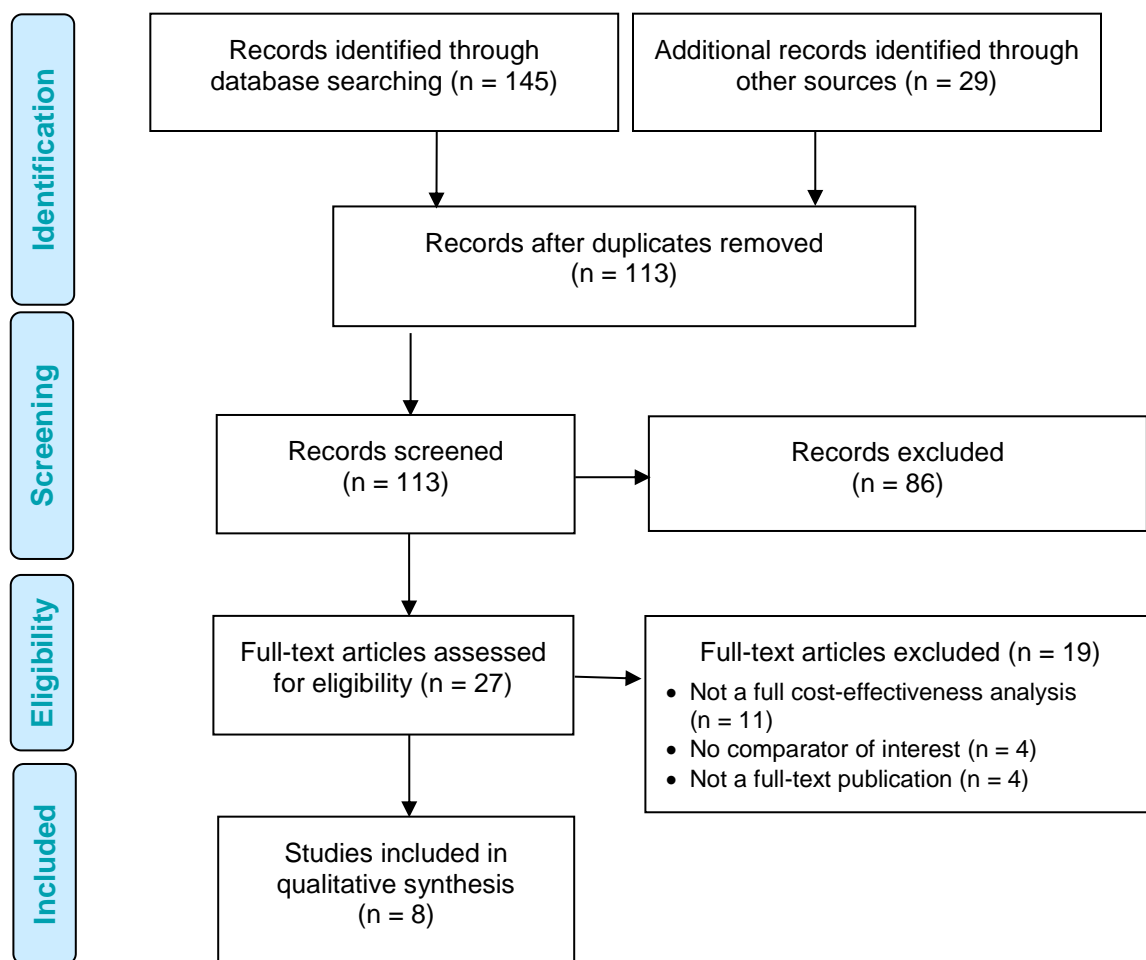 Identification
Records identified through
database searching (n = 145)
Additional records identified through
other sources (n = 29)
Records after duplicates removed
(n = 113)
Screening
Records screened
(n = 113)
Records excluded
(n = 86)
Eligibility
Full-text articles assessed
for eligibility (n = 27)
Full-text articles excluded (n = 19)
• Not a full cost-effectiveness analysis
(n = 11)
• No comparator of interest (n = 4)
• Not a full-text publication (n = 4)
Included
Studies included in
qualitative synthesis
(n = 8)